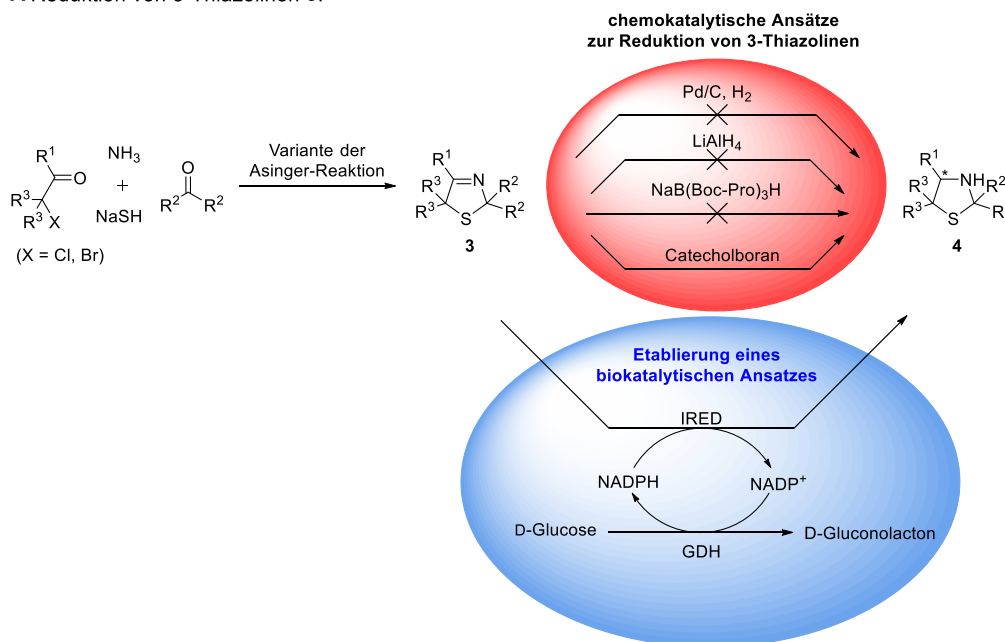 chemokatalytische Ansätze
zur Reduktion von 3-Thiazolinen
Pd/C, H2
LiAlH4
NaB(Boc-Pro)3H
Catecholboran
R1
O
R3
R3
X
+
NH3
NaSH
O
R2
R2
(X = Cl, Br)
Variante der
Asinger-Reaktion
R1
N
R3
R3
S
R2
R2
3
R1
*
NH
R3
R3
S
R2
R
4
Etablierung eines
biokatalytischen Ansatzes
IRED
NADPH
NADP+
D-Glucose
D-Gluconolacton
GDH